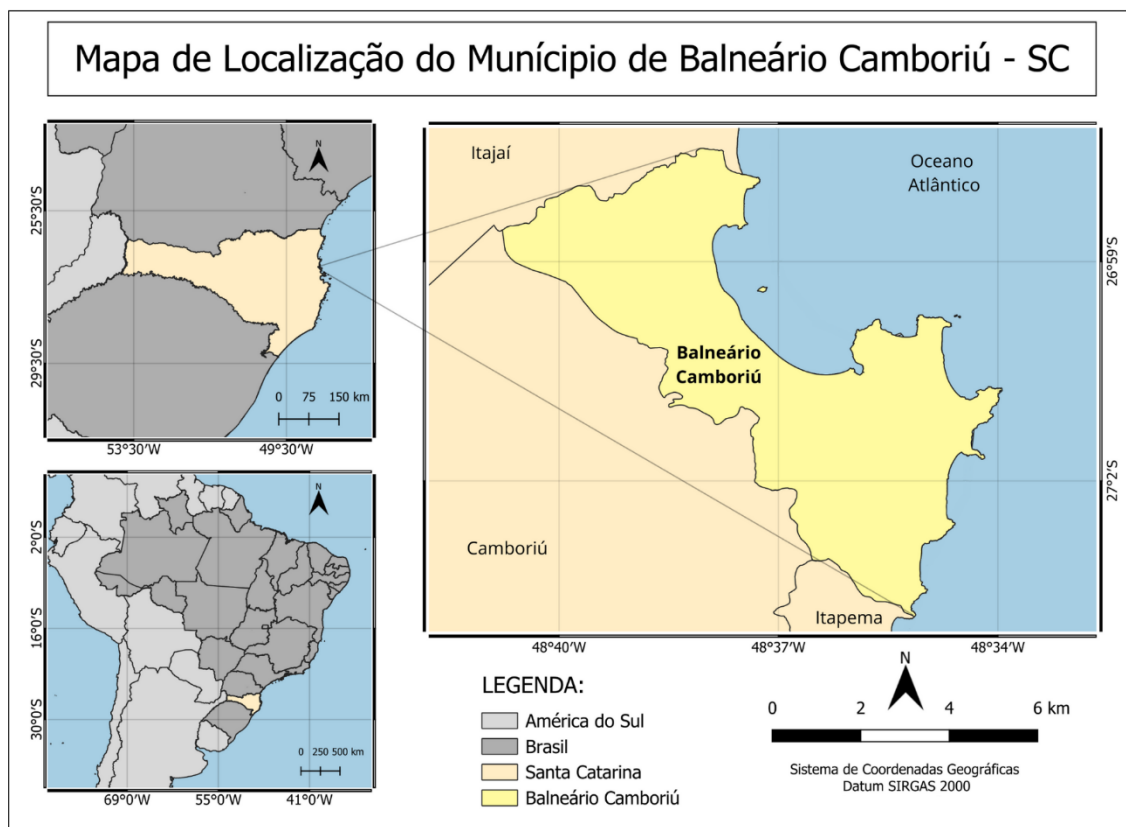 Mapa de Localização do Munícipio de Balneário Camboriú - SC
N
25°30'S
29°30'S
0 75 150 km
53°30'W 49°30'W
N
2°0'S
16°0'S
30°0'S
0 250 500 km
69°0'W 55°0'W 41°0'W
Itajaí
Oceano
Atlântico
26°59'S
Balneário
Camboriú
27°2'S
Camboriú
Itapema
48°40'W 48°37'W 48°34'W
LEGENDA:
América do Sul
Brasil
Santa Catarina
Balneário Camboriú
N
0 2 4 6 km
Sistema de Coordenadas Geográficas
Datum SIRGAS 2000